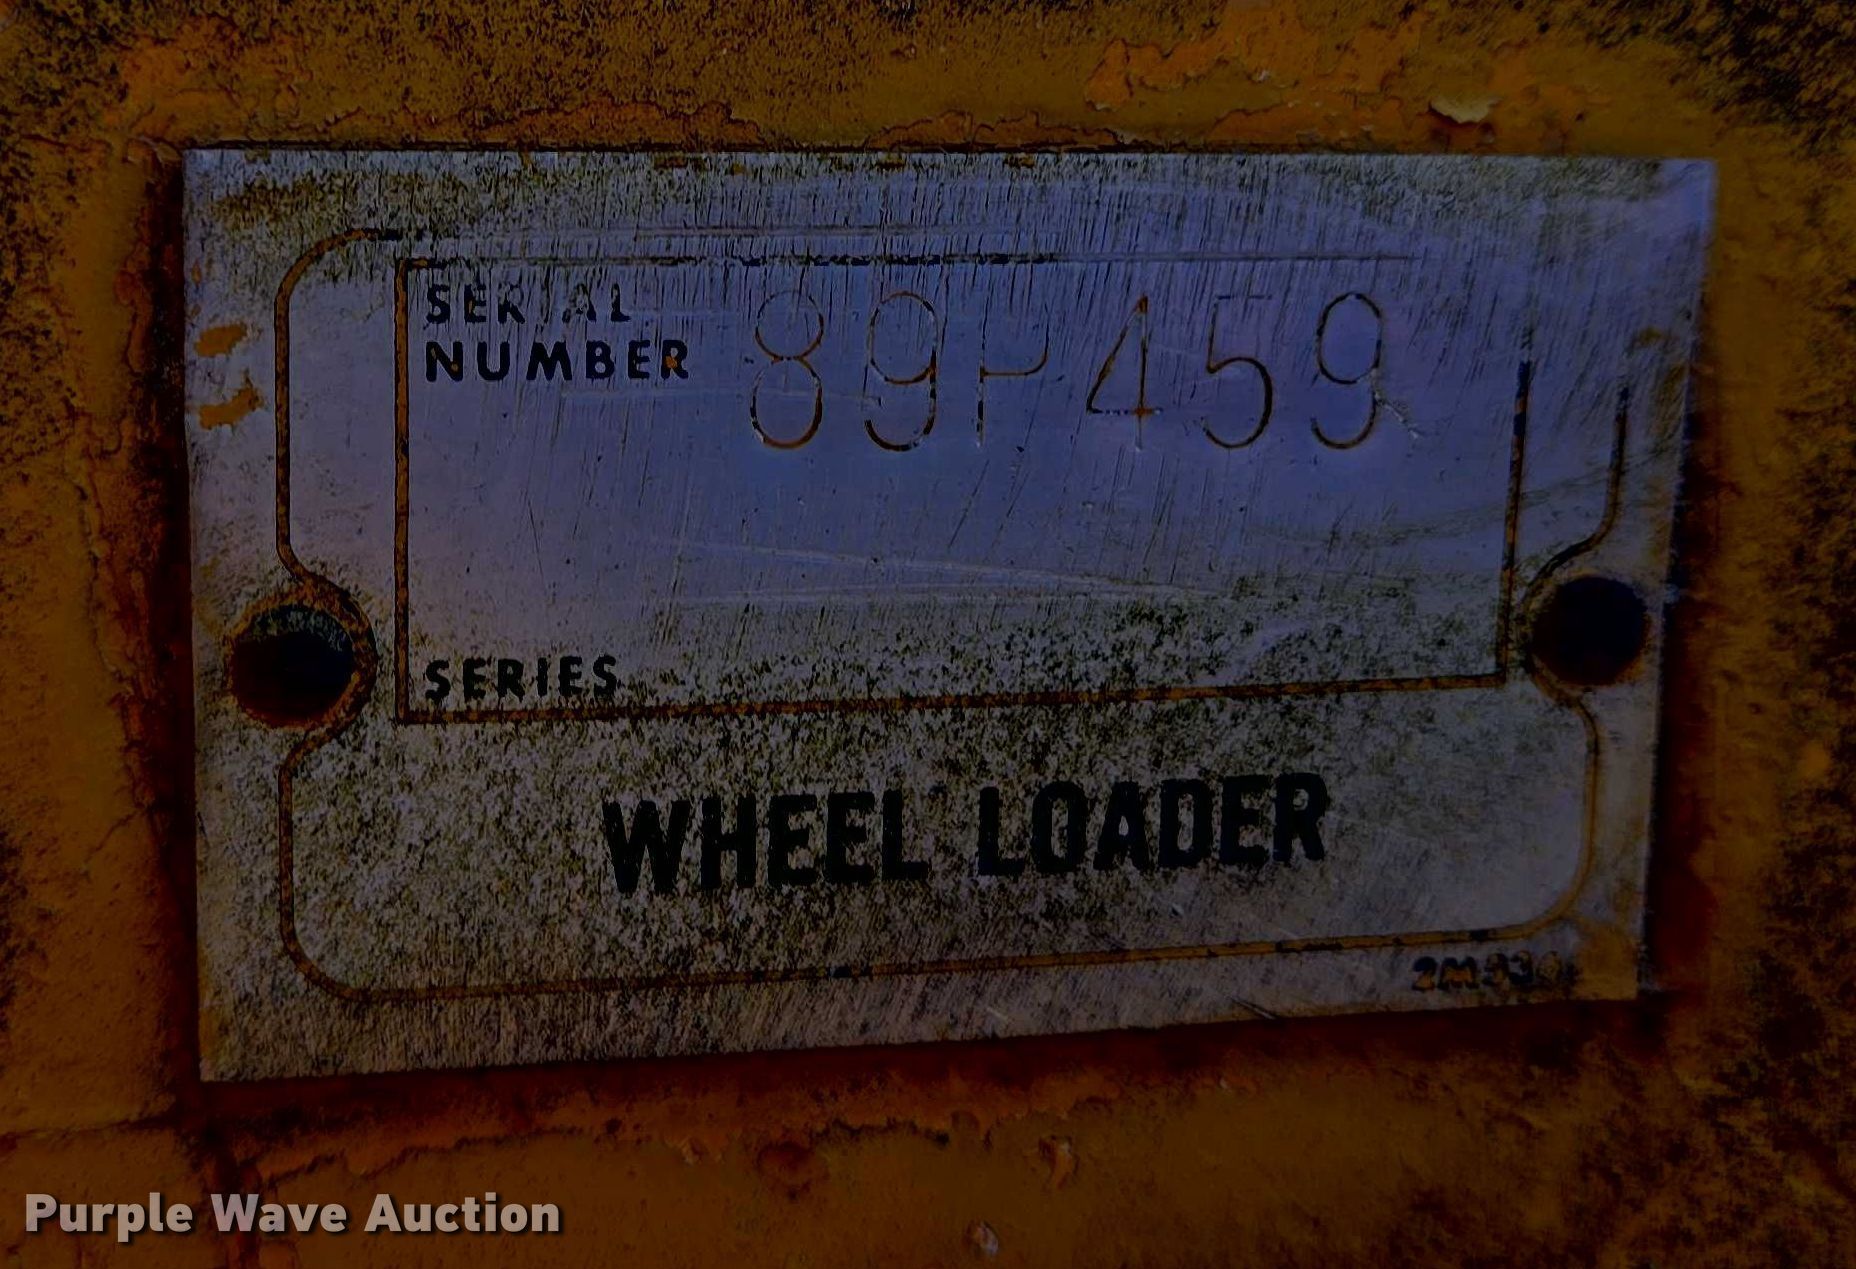 SERIAL
NUMBER 89P459
SERIES
WHEEL LOADER
Purple Wave Auction